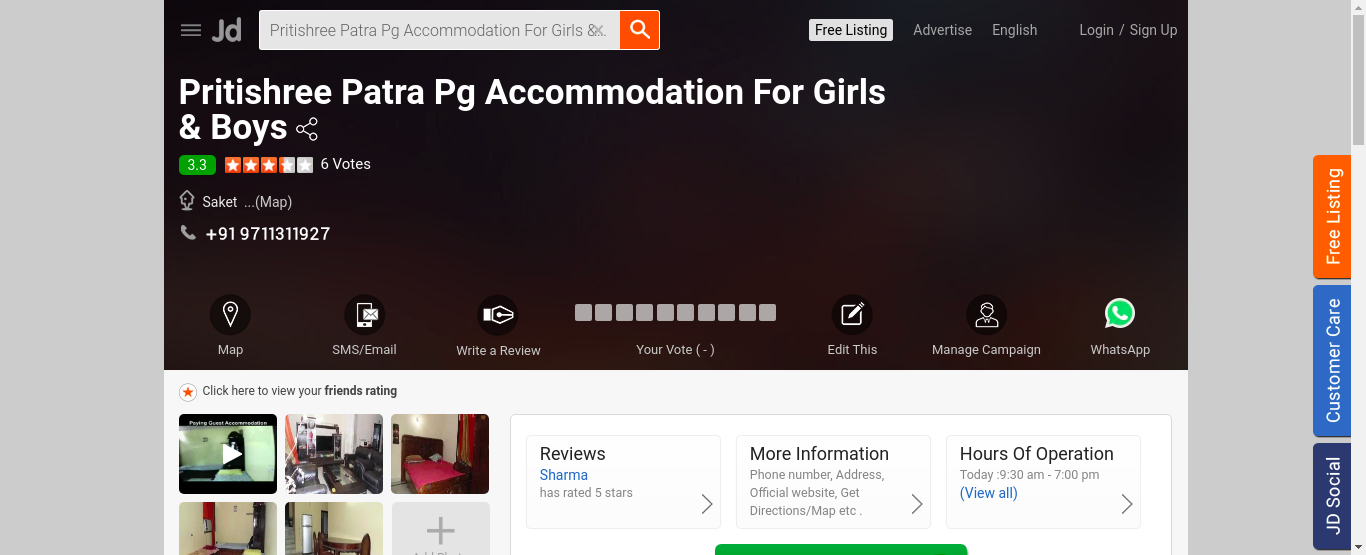 Jd
Pritishree Patra Pg Accommodation For Girls &..
Free Listing
Advertise
English
Login / Sign Up
Pritishree Patra Pg Accommodation For Girls
& Boys
3.3
6 Votes
Saket ...(Map)
+91 9711311927
Map
SMS/Email
Write a Review
Your Vote ( - )
Edit This
Manage Campaign
WhatsApp
Click here to view your friends rating
Paying Guest Accommodation
Reviews
Sharma
has rated 5 stars
More Information
Phone number, Address,
Official website, Get
Directions/Map etc .
Hours Of Operation
Today :9:30 am - 7:00 pm
(View all)
Free Listing
Customer Care
JD Social